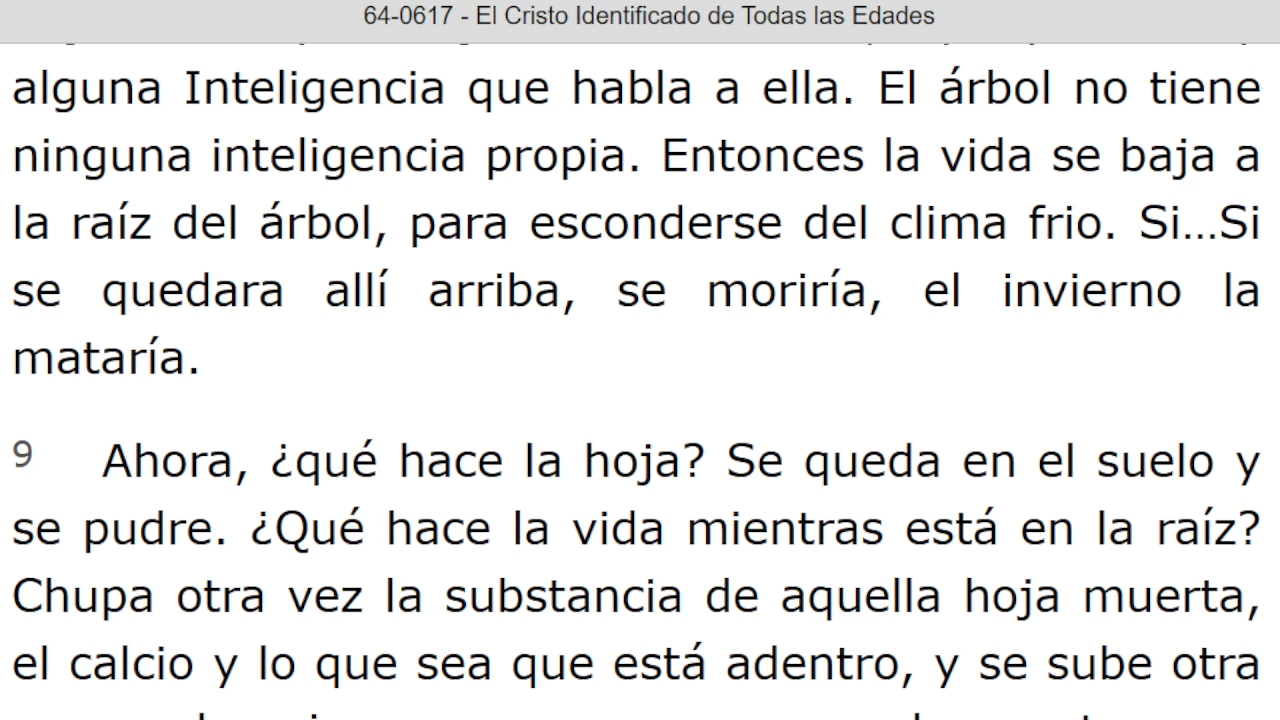 64-0617 - El Cristo Identificado de Todas las Edades
alguna Inteligencia que habla a ella. El árbol no tiene
ninguna inteligencia propia. Entonces la vida se baja a
la raíz del árbol, para esconderse del clima frio. Si...Si
se quedara allí arriba, se moriría, el invierno la
mataría.
9 Ahora, ¿qué hace la hoja? Se queda en el suelo y
se pudre. ¿Qué hace la vida mientras está en la raíz?
Chupa otra vez la substancia de aquella hoja muerta,
el calcio y lo que sea que está adentro, y se sube otra